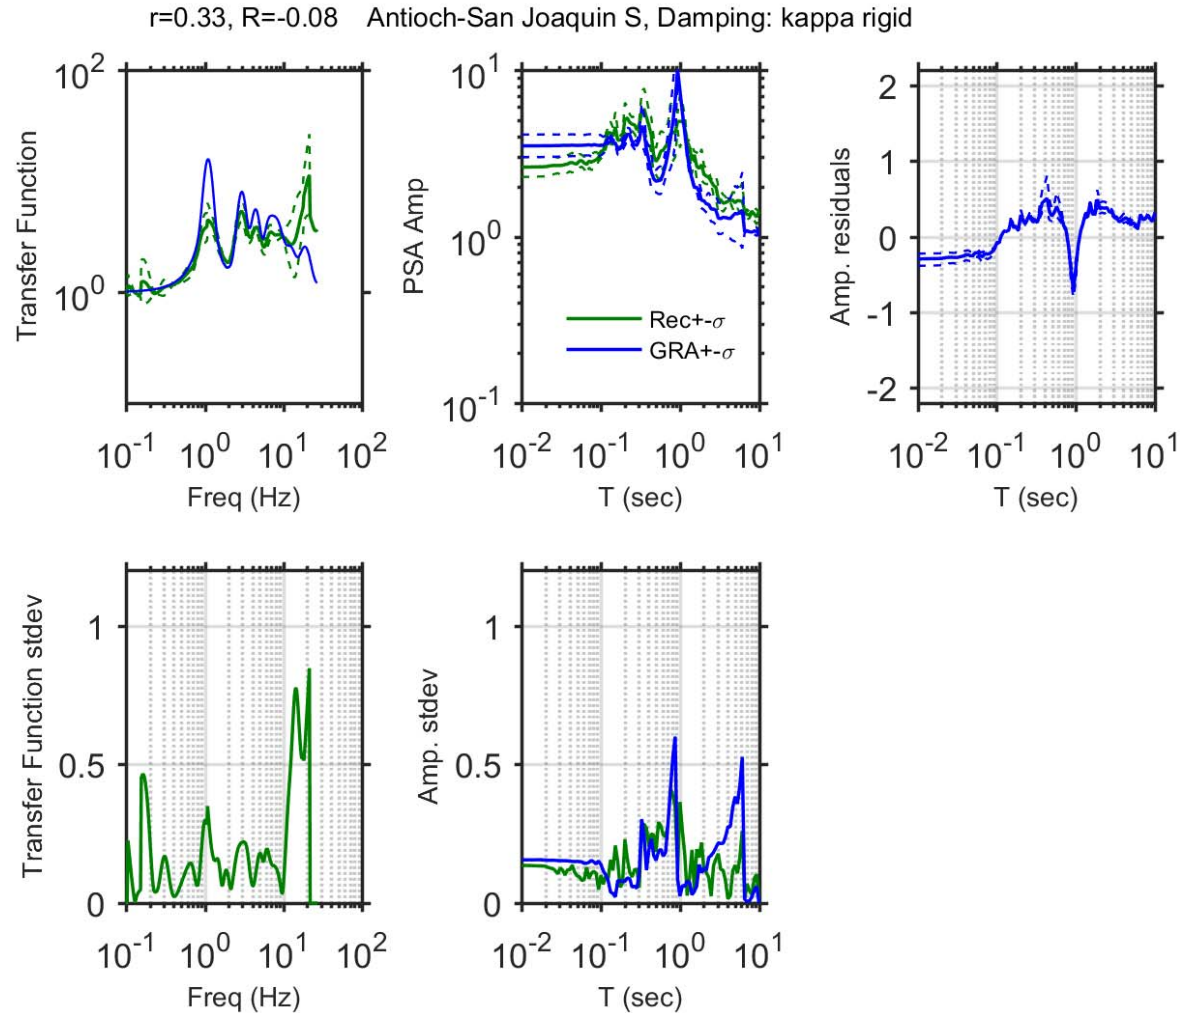 r=0.33, R=-0.08 Antioch-San Joaquin S, Damping: kappa rigid
Transfer Function
10^2
10^0
10^-1 10^0 10^1 10^2
Freq (Hz)
PSA Amp
10^1
10^0
10^-1
Rec+-σ
GRA+-σ
10^-2 10^-1 10^0 10^1
T (sec)
Amp. residuals
2
1
0
-1
-2
10^-2 10^-1 10^0 10^1
T (sec)
Transfer Function stdev
1
0.5
0
10^-1 10^0 10^1 10^2
Freq (Hz)
Amp. stdev
1
0.5
0
10^-2 10^-1 10^0 10^1
T (sec)